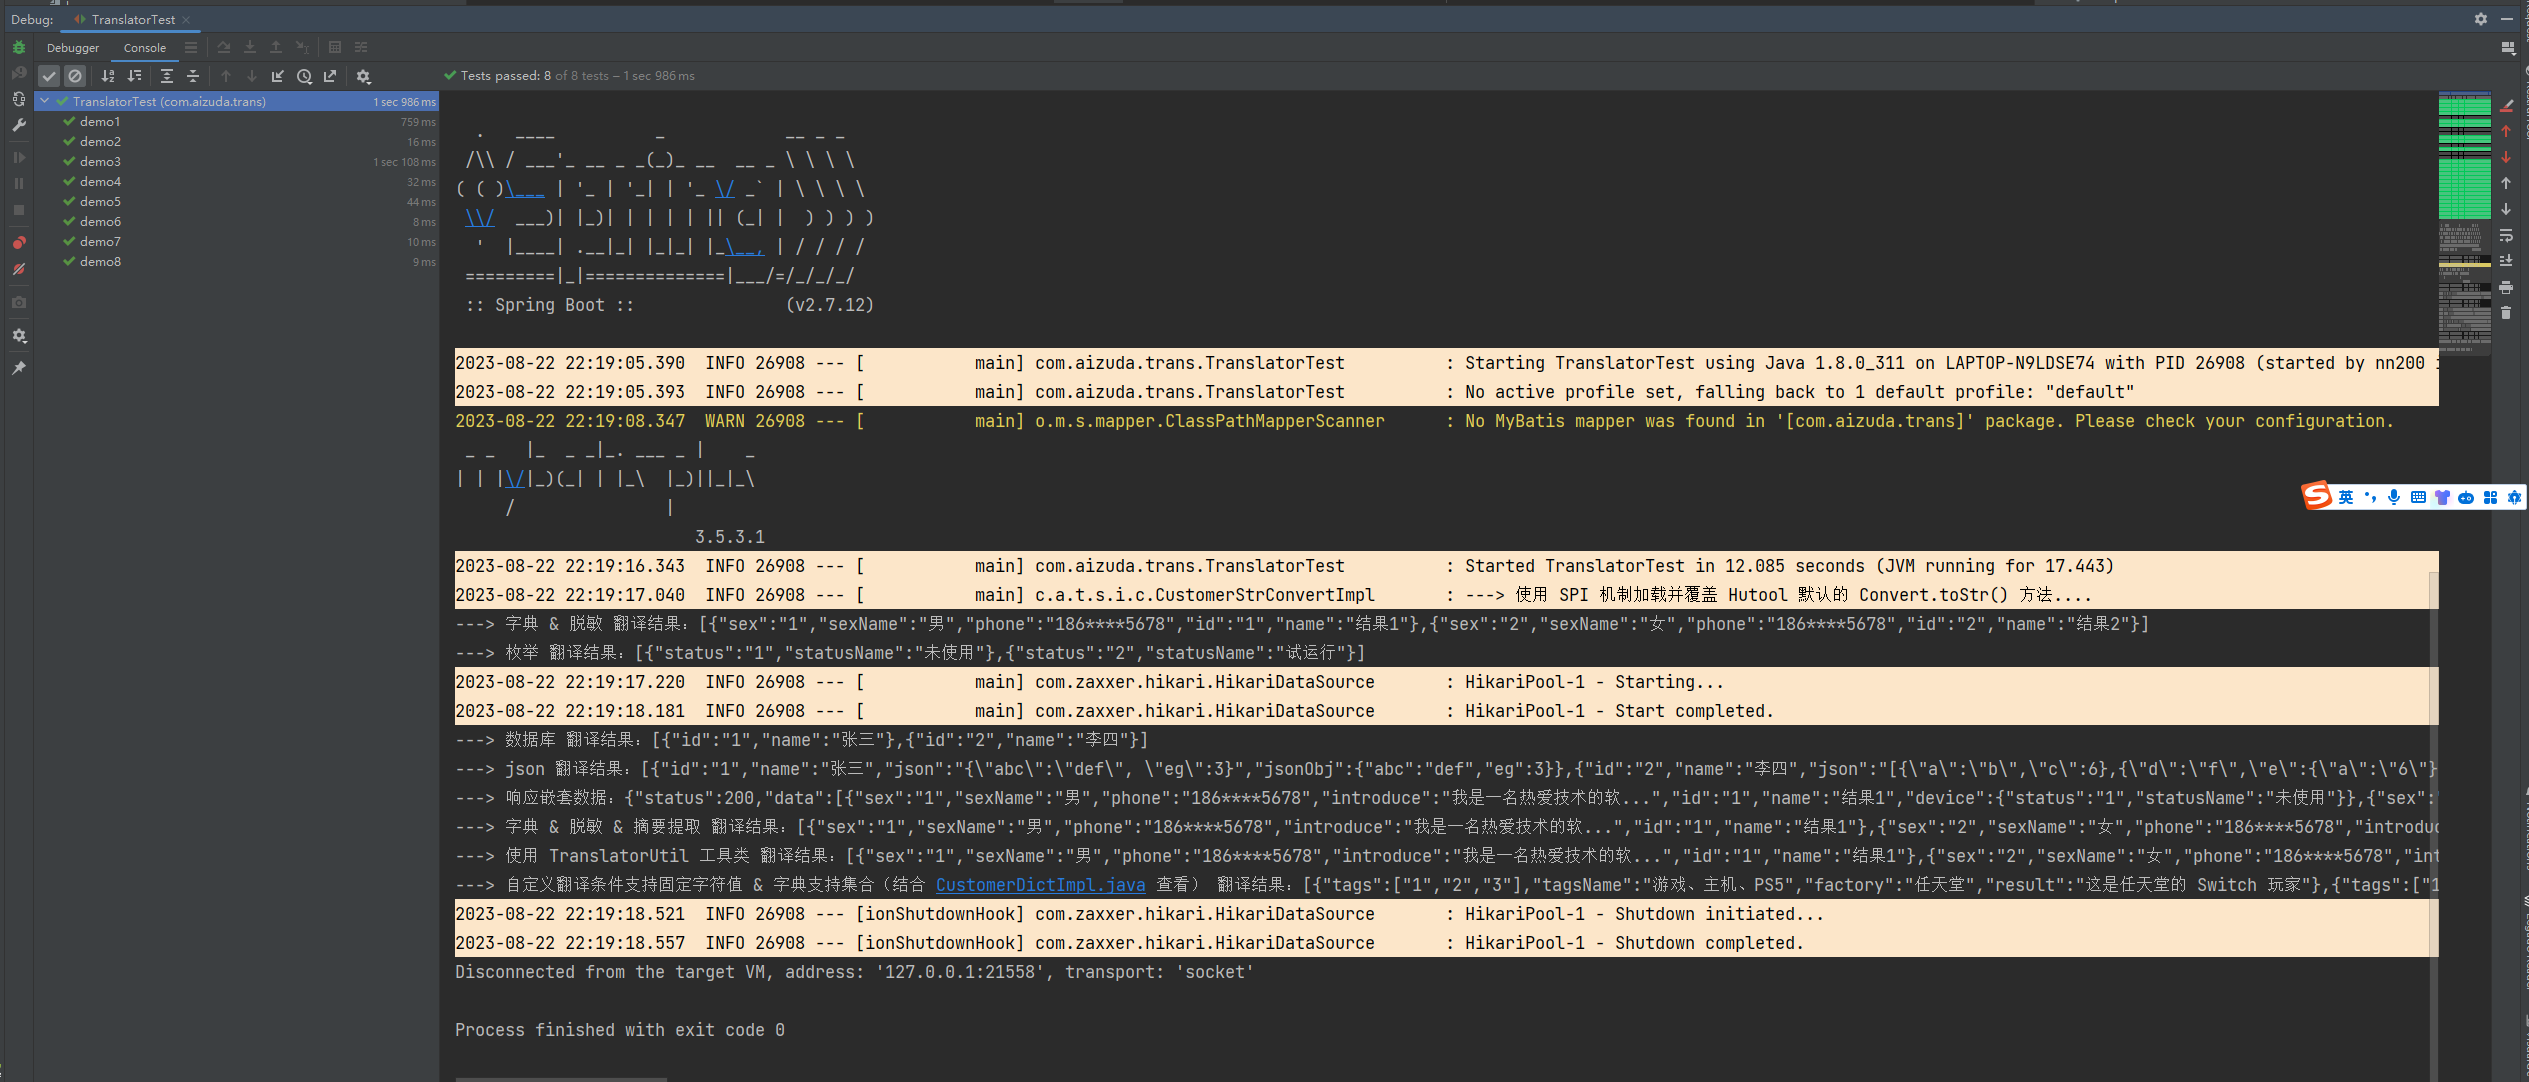 Debug: TranslatorTest
Debugger Console
Tests passed: 8 of 8 tests – 1 sec 986 ms
TranslatorTest (com.aizuda.trans) 1 sec 986 ms
demo1 759 ms
demo2 16 ms
demo3 1 sec 108 ms
demo4 32 ms
demo5 44 ms
demo6 8 ms
demo7 10 ms
demo8 9 ms
  .   ____          _            __ _ _
 /\\ / ___'_ __ _ _(_)_ __  __ _ \ \ \ \
( ( )\___ | '_ | '_| | '_ \/ _` | \ \ \ \
 \\/  ___)| |_)| | | | | || (_| |  ) ) ) )
  '  |____| .__|_| |_|_| |_\__, | / / / /
 =========|_|==============|___/=/_/_/_/
 :: Spring Boot ::               (v2.7.12)
2023-08-22 22:19:05.390  INFO 26908 --- [           main] com.aizuda.trans.TranslatorTest          : Starting TranslatorTest using Java 1.8.0_311 on LAPTOP-N9LDSE74 with PID 26908 (started by nn200 i
2023-08-22 22:19:05.393  INFO 26908 --- [           main] com.aizuda.trans.TranslatorTest          : No active profile set, falling back to 1 default profile: "default"
2023-08-22 22:19:08.347  WARN 26908 --- [           main] o.m.s.mapper.ClassPathMapperScanner      : No MyBatis mapper was found in '[com.aizuda.trans]' package. Please check your configuration.
 _ _   |_  _ _|_. ___ _ |    _
| | |\/|_)(_| | |_\  |_)||_|_\
     /               |
                        3.5.3.1
2023-08-22 22:19:16.343  INFO 26908 --- [           main] com.aizuda.trans.TranslatorTest          : Started TranslatorTest in 12.085 seconds (JVM running for 17.443)
2023-08-22 22:19:17.040  INFO 26908 --- [           main] c.a.t.s.i.c.CustomerStrConvertImpl       : ---> 使用 SPI 机制加载并覆盖 Hutool 默认的 Convert.toStr() 方法....
---> 字典 & 脱敏 翻译结果：[{"sex":"1","sexName":"男","phone":"186****5678","id":"1","name":"结果1"},{"sex":"2","sexName":"女","phone":"186****5678","id":"2","name":"结果2"}]
---> 枚举 翻译结果：[{"status":"1","statusName":"未使用"},{"status":"2","statusName":"试运行"}]
2023-08-22 22:19:17.220  INFO 26908 --- [           main] com.zaxxer.hikari.HikariDataSource       : HikariPool-1 - Starting...
2023-08-22 22:19:18.181  INFO 26908 --- [           main] com.zaxxer.hikari.HikariDataSource       : HikariPool-1 - Start completed.
---> 数据库 翻译结果：[{"id":"1","name":"张三"},{"id":"2","name":"李四"}]
---> json 翻译结果：[{"id":"1","name":"张三","json":"{\"abc\":\"def\", \"eg\":3}","jsonObj":{"abc":"def","eg":3}},{"id":"2","name":"李四","json":"[{\"a\":\"b\",\"c\":6},{\"d\":\"f\",\"e\":{\"a\":\"6\"}
---> 响应嵌套数据：{"status":200,"data":[{"sex":"1","sexName":"男","phone":"186****5678","introduce":"我是一名热爱技术的软...","id":"1","name":"结果1","device":{"status":"1","statusName":"未使用"}},{"sex":"
---> 字典 & 脱敏 & 摘要提取 翻译结果：[{"sex":"1","sexName":"男","phone":"186****5678","introduce":"我是一名热爱技术的软...","id":"1","name":"结果1"},{"sex":"2","sexName":"女","phone":"186****5678","introduc
---> 使用 TranslatorUtil 工具类 翻译结果：[{"sex":"1","sexName":"男","phone":"186****5678","introduce":"我是一名热爱技术的软...","id":"1","name":"结果1"},{"sex":"2","sexName":"女","phone":"186****5678","int
---> 自定义翻译条件支持固定字符值 & 字典支持集合（结合 CustomerDictImpl.java 查看） 翻译结果：[{"tags":["1","2","3"],"tagsName":"游戏、主机、PS5","factory":"任天堂","result":"这是任天堂的 Switch 玩家"},{"tags":["1
2023-08-22 22:19:18.521  INFO 26908 --- [ionShutdownHook] com.zaxxer.hikari.HikariDataSource       : HikariPool-1 - Shutdown initiated...
2023-08-22 22:19:18.557  INFO 26908 --- [ionShutdownHook] com.zaxxer.hikari.HikariDataSource       : HikariPool-1 - Shutdown completed.
Disconnected from the target VM, address: '127.0.0.1:21558', transport: 'socket'
Process finished with exit code 0
英